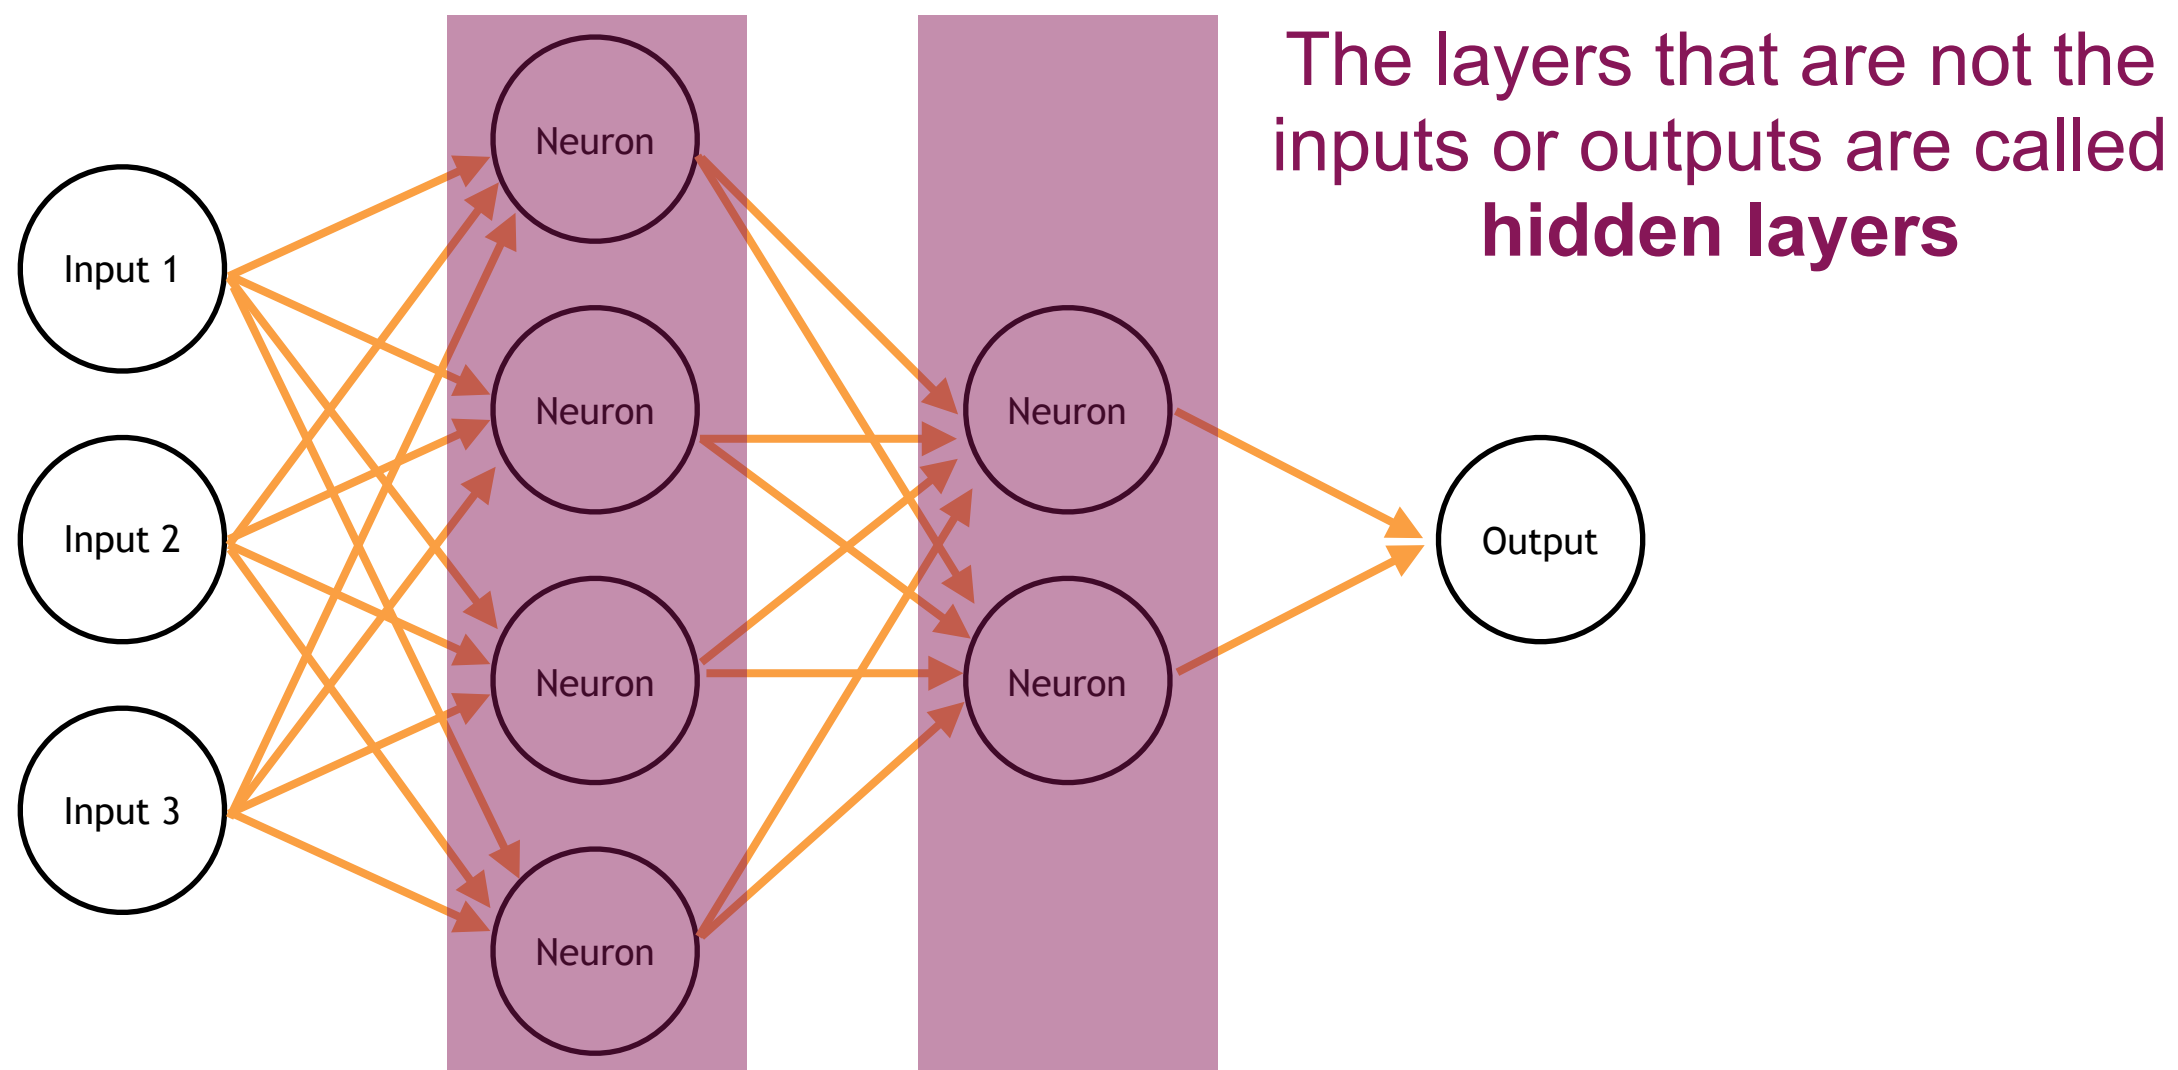 The layers that are not the
inputs or outputs are called
hidden layers
Input 1
Input 2
Input 3
Neuron
Neuron
Neuron
Neuron
Neuron
Neuron
Output